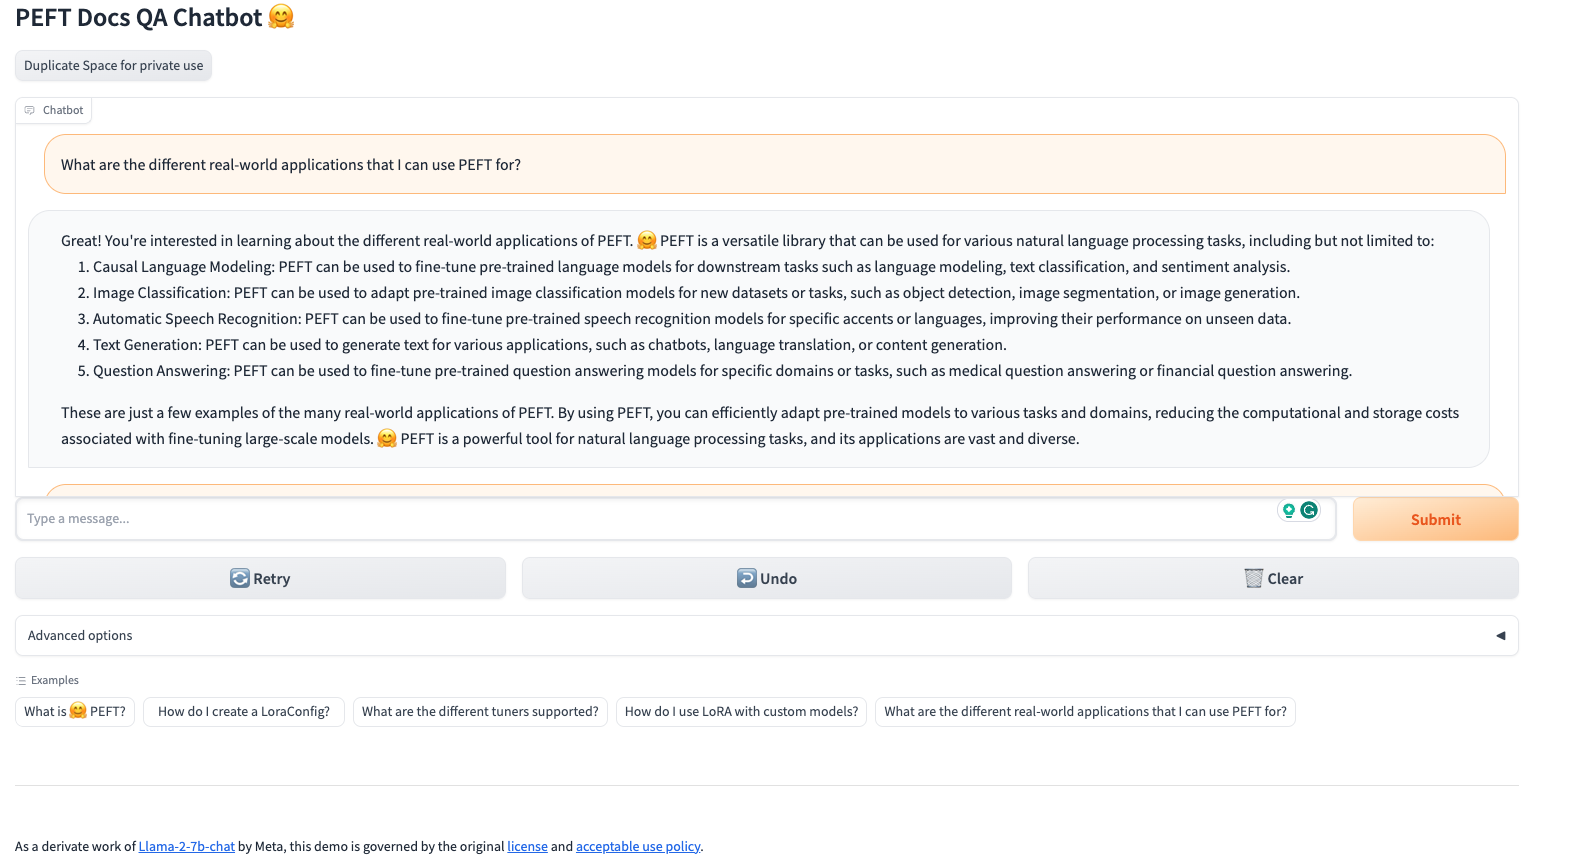 PEFT Docs QA Chatbot 🤗
Duplicate Space for private use
Chatbot
What are the different real-world applications that I can use PEFT for?
Great! You're interested in learning about the different real-world applications of PEFT. 🤗 PEFT is a versatile library that can be used for various natural language processing tasks, including but not limited to:
1. Causal Language Modeling: PEFT can be used to fine-tune pre-trained language models for downstream tasks such as language modeling, text classification, and sentiment analysis.
2. Image Classification: PEFT can be used to adapt pre-trained image classification models for new datasets or tasks, such as object detection, image segmentation, or image generation.
3. Automatic Speech Recognition: PEFT can be used to fine-tune pre-trained speech recognition models for specific accents or languages, improving their performance on unseen data.
4. Text Generation: PEFT can be used to generate text for various applications, such as chatbots, language translation, or content generation.
5. Question Answering: PEFT can be used to fine-tune pre-trained question answering models for specific domains or tasks, such as medical question answering or financial question answering.
These are just a few examples of the many real-world applications of PEFT. By using PEFT, you can efficiently adapt pre-trained models to various tasks and domains, reducing the computational and storage costs
associated with fine-tuning large-scale models. 🤗 PEFT is a powerful tool for natural language processing tasks, and its applications are vast and diverse.
Type a message...
Submit
🔄 Retry
↩️ Undo
🗑️ Clear
Advanced options
Examples
What is 🤗 PEFT?
How do I create a LoraConfig?
What are the different tuners supported?
How do I use LoRA with custom models?
What are the different real-world applications that I can use PEFT for?
As a derivate work of Llama-2-7b-chat by Meta, this demo is governed by the original license and acceptable use policy.